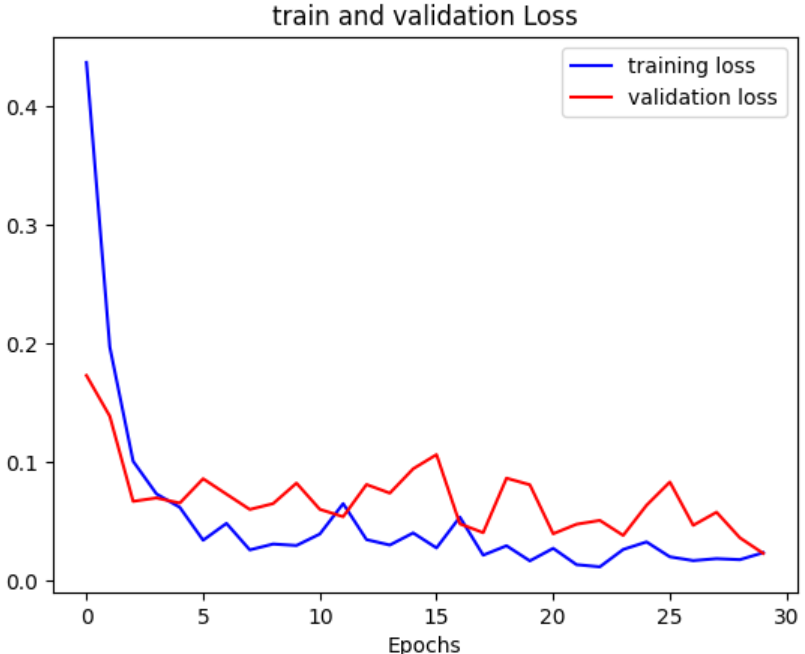 train and validation Loss
training loss
validation loss
0.4
0.3
0.2
0.1
0.0
0 5 10 15 20 25 30
Epochs